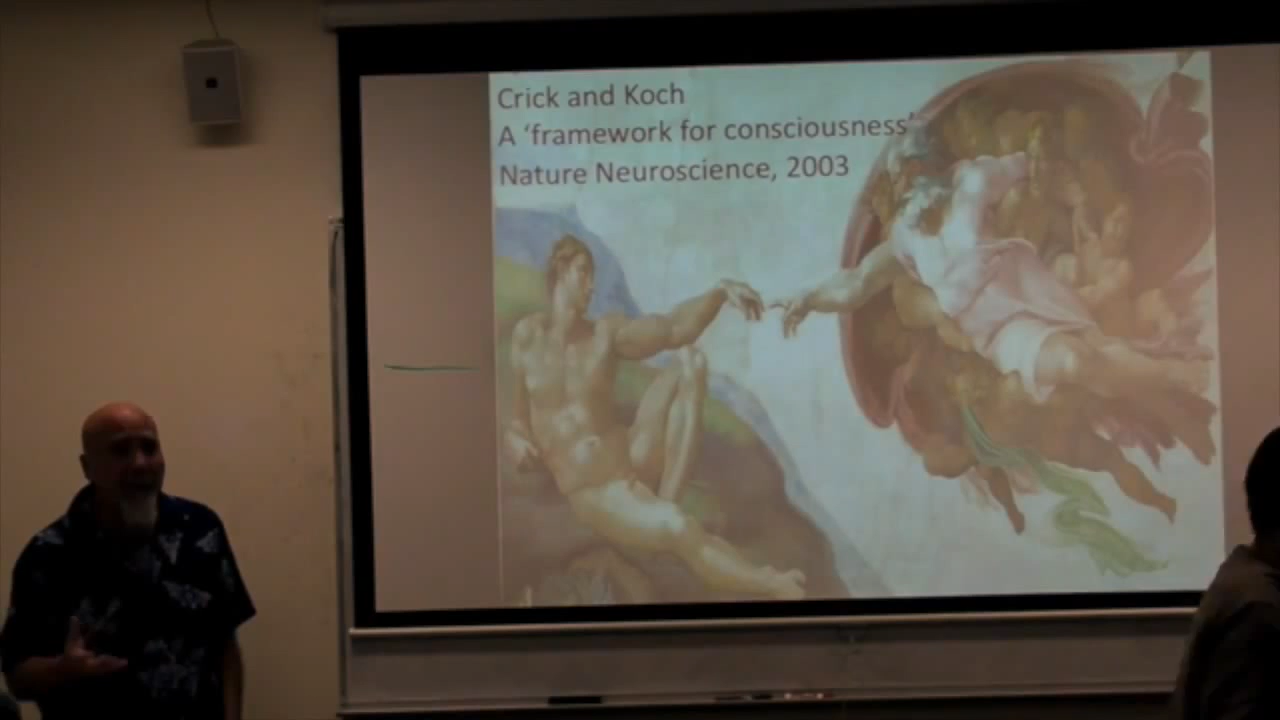 Crick and Koch
A ‘framework for consciousness’
Nature Neuroscience, 2003